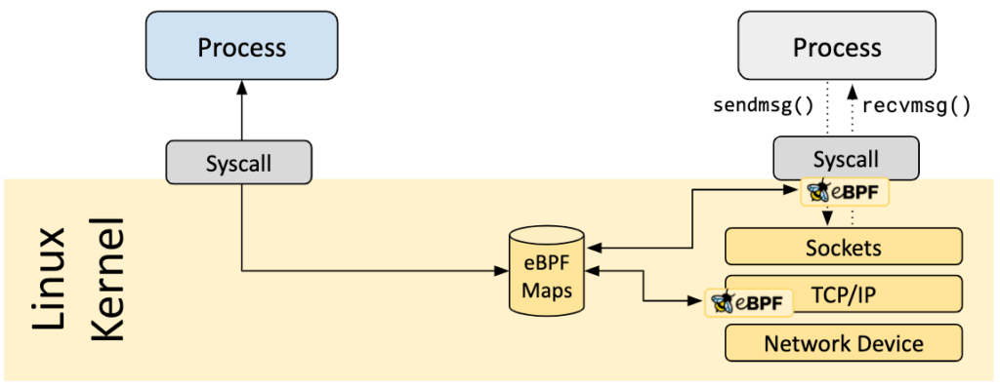 Process
Process
sendmsg()
recvmsg()
Syscall
Syscall
eBPF
Linux
Kernel
eBPF
Maps
Sockets
eBPF
TCP/IP
Network Device